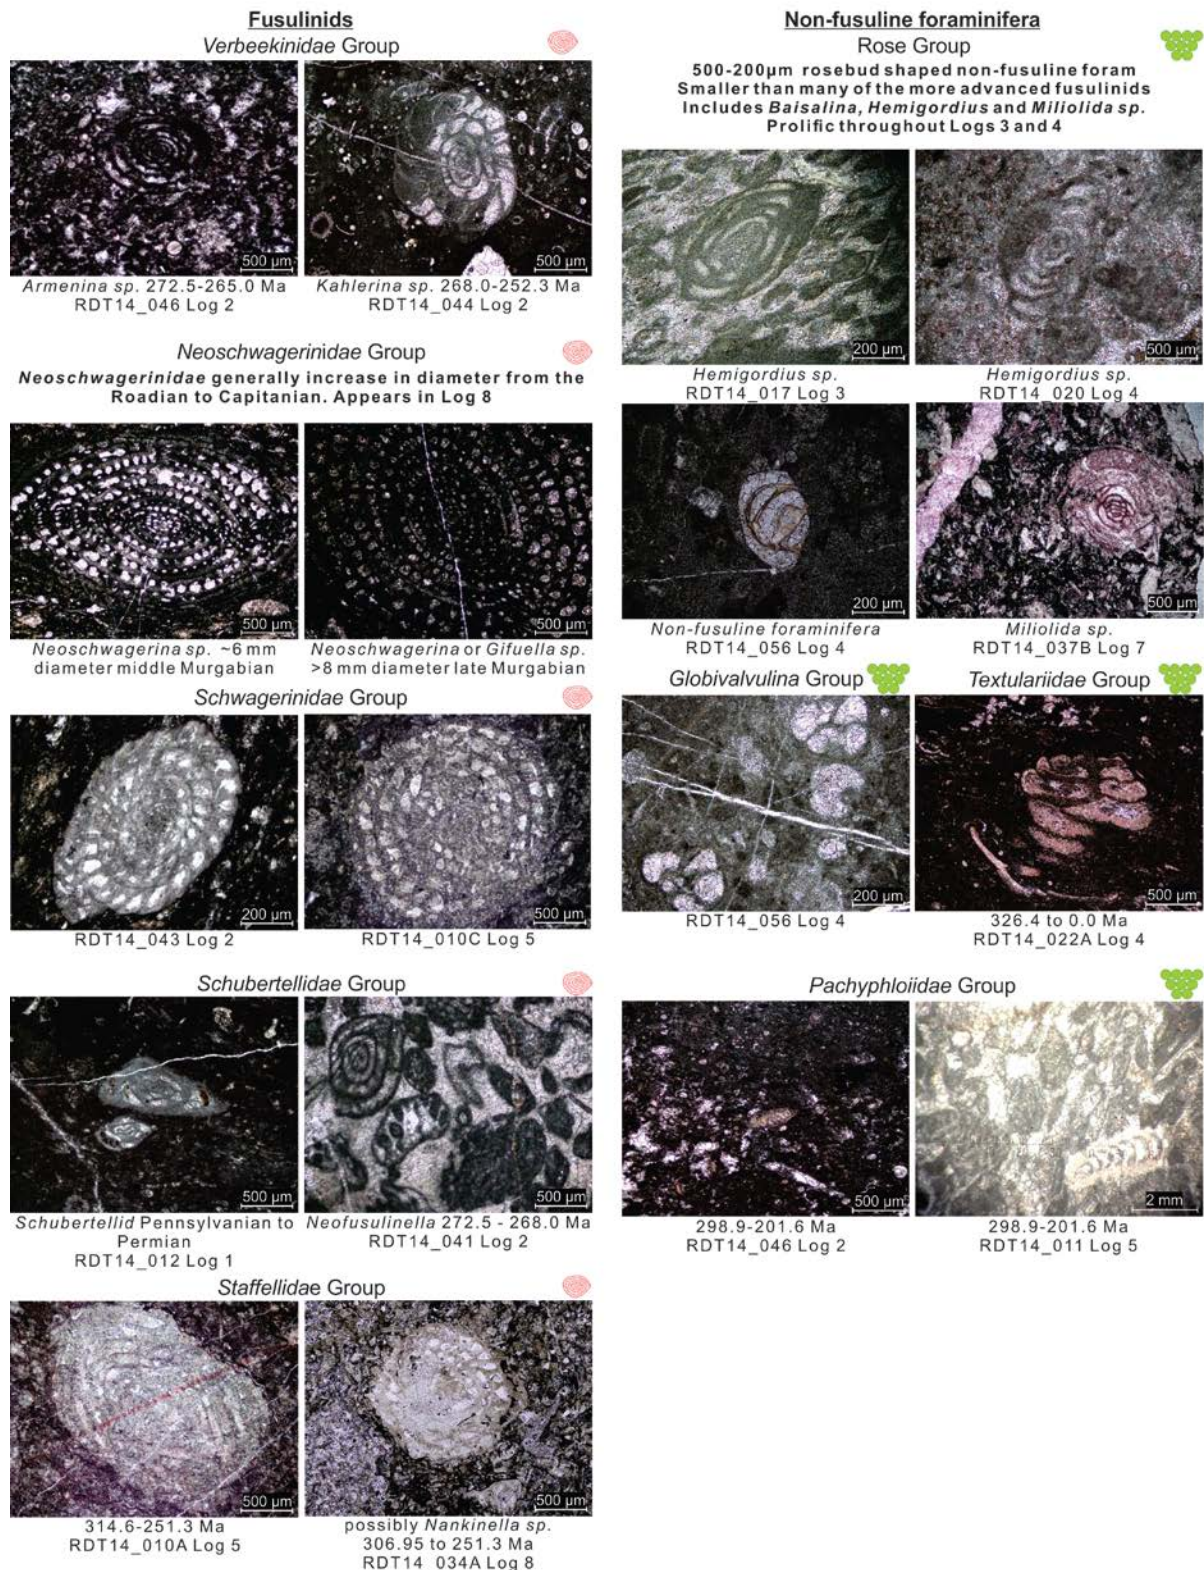 Fusulinids
Verbeekinidae Group
500 µm
500 µm
Armenina sp. 272.5-265.0 Ma
RDT14_046 Log 2
Kahlerina sp. 268.0-252.3 Ma
RDT14_044 Log 2
Neoschwagerinidae Group
Neoschwagerinidae generally increase in diameter from the
Roadian to Capitanian. Appears in Log 8
500 µm
500 µm
Neoschwagerina sp. ~6 mm
diameter middle Murgabian
Neoschwagerina or Gifuella sp.
>8 mm diameter late Murgabian
Schwagerinidae Group
200 µm
500 µm
RDT14_043 Log 2
RDT14_010C Log 5
Schubertellidae Group
500 µm
500 µm
Schubertellid Pennsylvanian to
Permian
RDT14_012 Log 1
Neofusulinella 272.5 - 268.0 Ma
RDT14_041 Log 2
Staffellidae Group
500 µm
500 µm
314.6-251.3 Ma
RDT14_010A Log 5
possibly Nankinella sp.
306.95 to 251.3 Ma
RDT14_034A Log 8
Non-fusuline foraminifera
Rose Group
500-200µm rosebud shaped non-fusuline foram
Smaller than many of the more advanced fusulinids
Includes Baisalina, Hemigordius and Miliolida sp.
Prolific throughout Logs 3 and 4
200 µm
500 µm
Hemigordius sp.
RDT14_017 Log 3
Hemigordius sp.
RDT14_020 Log 4
200 µm
500 µm
Non-fusuline foraminifera
RDT14_056 Log 4
Miliolida sp.
RDT14_037B Log 7
Globivalvulina Group
Textulariidae Group
200 µm
500 µm
RDT14_056 Log 4
326.4 to 0.0 Ma
RDT14_022A Log 4
Pachyphloiidae Group
500 µm
2 mm
298.9-201.6 Ma
RDT14_046 Log 2
298.9-201.6 Ma
RDT14_011 Log 5